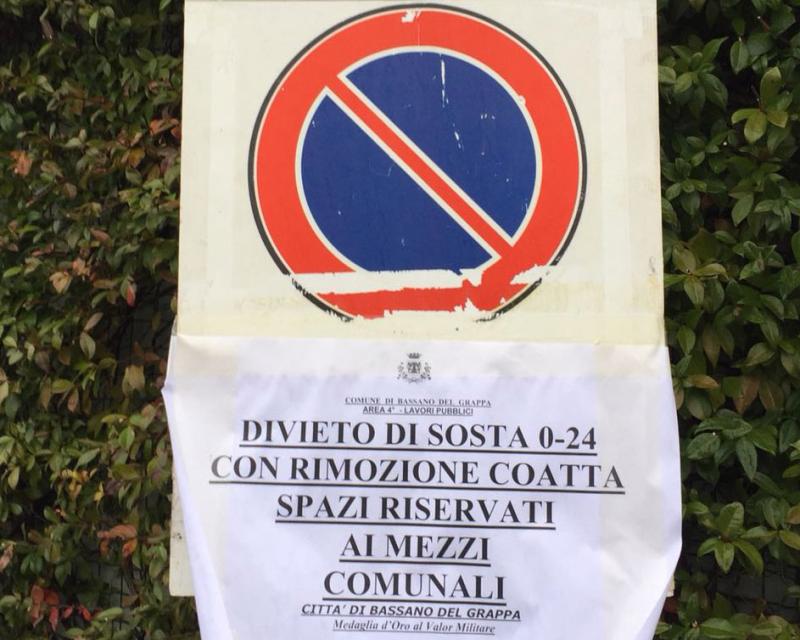 COMUNE DI BASSANO DEL GRAPPA
AREA 4° - LAVORI PUBBLICI
DIVIETO DI SOSTA 0-24
CON RIMOZIONE COATTA
SPAZI RISERVATI
AI MEZZI
COMUNALI
CITTA' DI BASSANO DEL GRAPPA
Medaglia d'Oro al Valor Militare